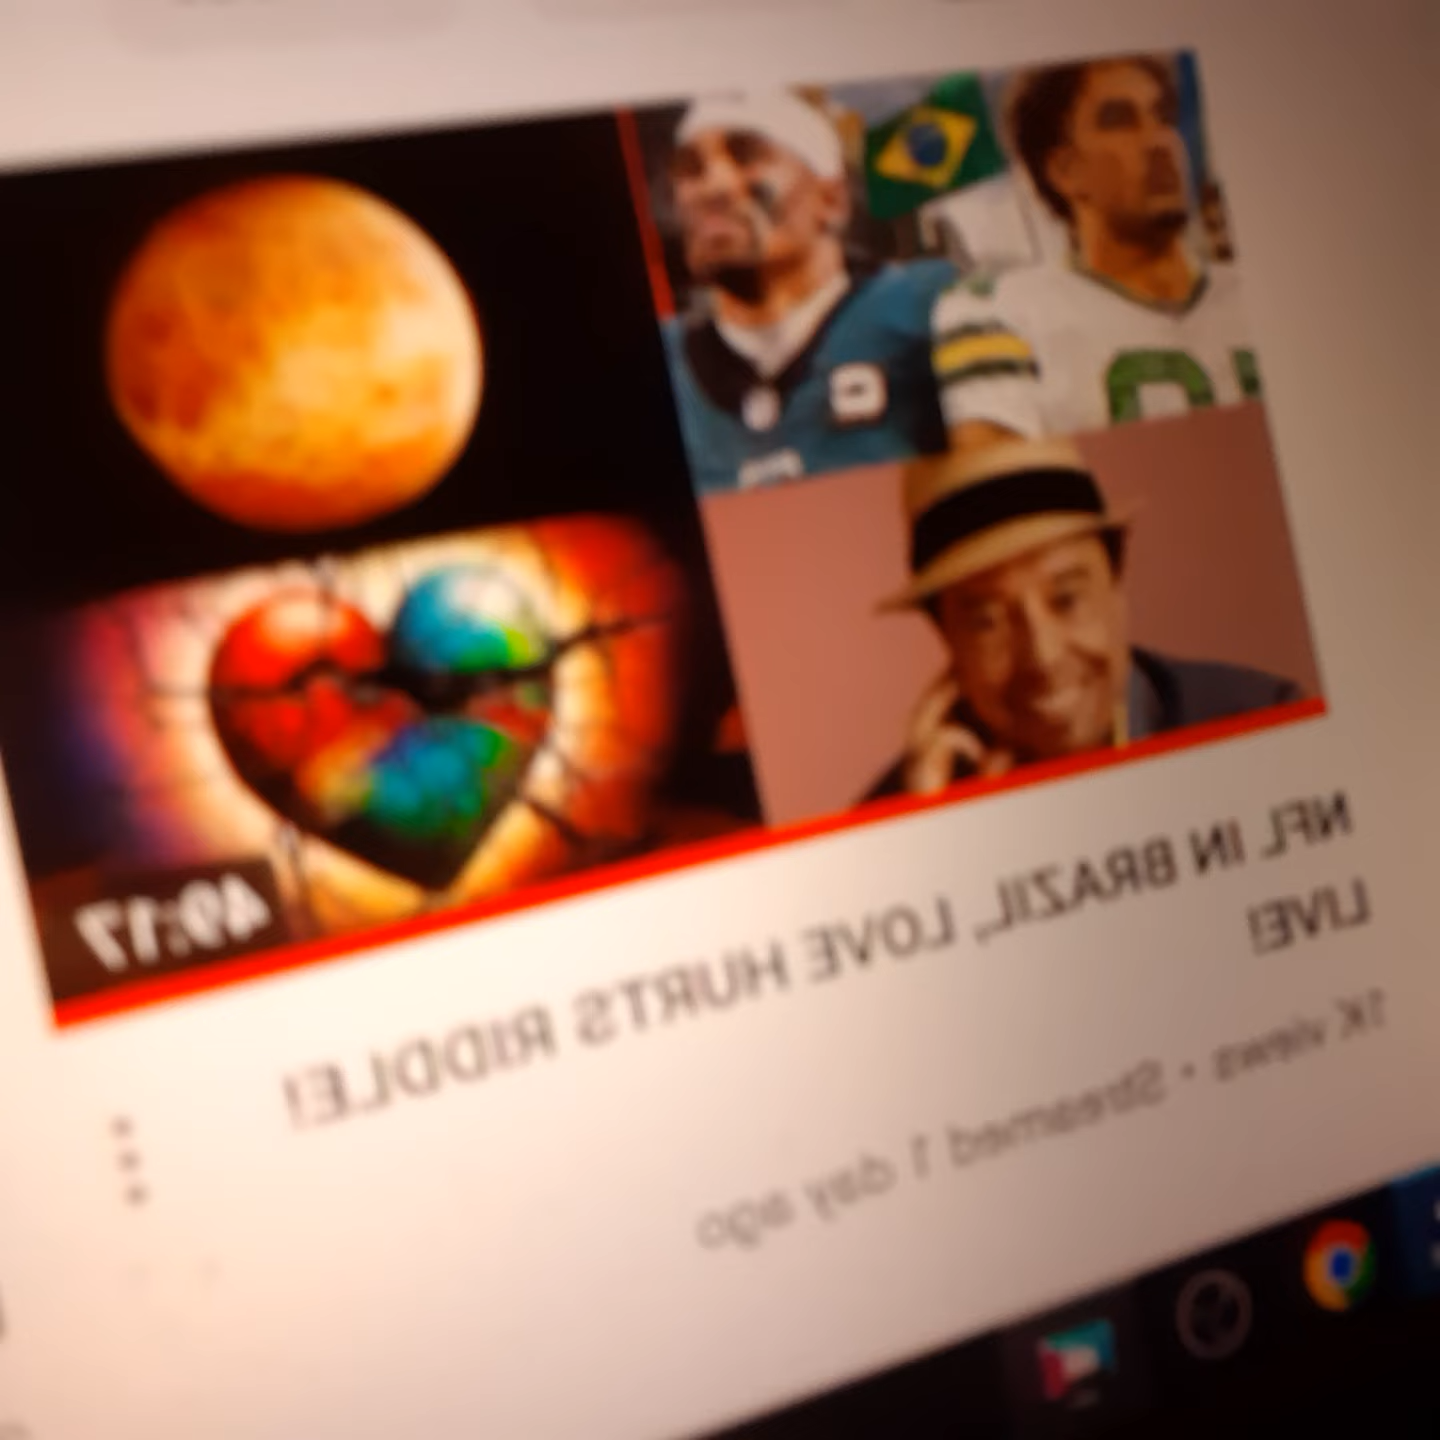 49:17
NFL IN BRAZIL, LOVE HURTS RIDDLE!
LIVE!
1K views • Streamed 1 day ago